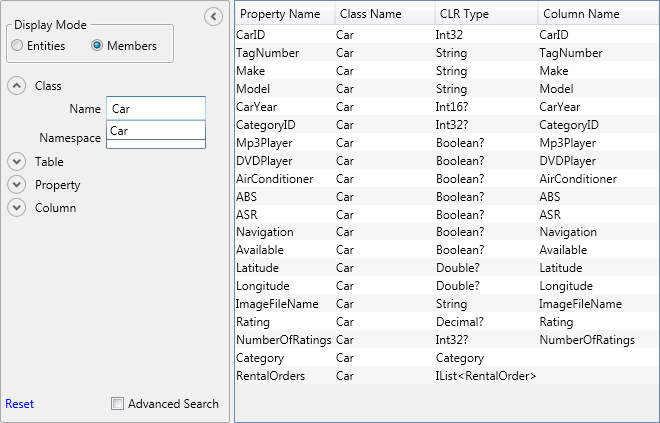 Display Mode
Entities Members
Class
Name Car
Car
Namespace
Table
Property
Column
Reset Advanced Search
Property Name Class Name CLR Type Column Name
CarID Car Int32 CarID
TagNumber Car String TagNumber
Make Car String Make
Model Car String Model
CarYear Car Int16? CarYear
CategoryID Car Int32? CategoryID
Mp3Player Car Boolean? Mp3Player
DVDPlayer Car Boolean? DVDPlayer
AirConditioner Car Boolean? AirConditioner
ABS Car Boolean? ABS
ASR Car Boolean? ASR
Navigation Car Boolean? Navigation
Available Car Boolean? Available
Latitude Car Double? Latitude
Longitude Car Double? Longitude
ImageFileName Car String ImageFileName
Rating Car Decimal? Rating
NumberOfRatings Car Int32? NumberOfRatings
Category Car Category
RentalOrders Car IList<RentalOrder>